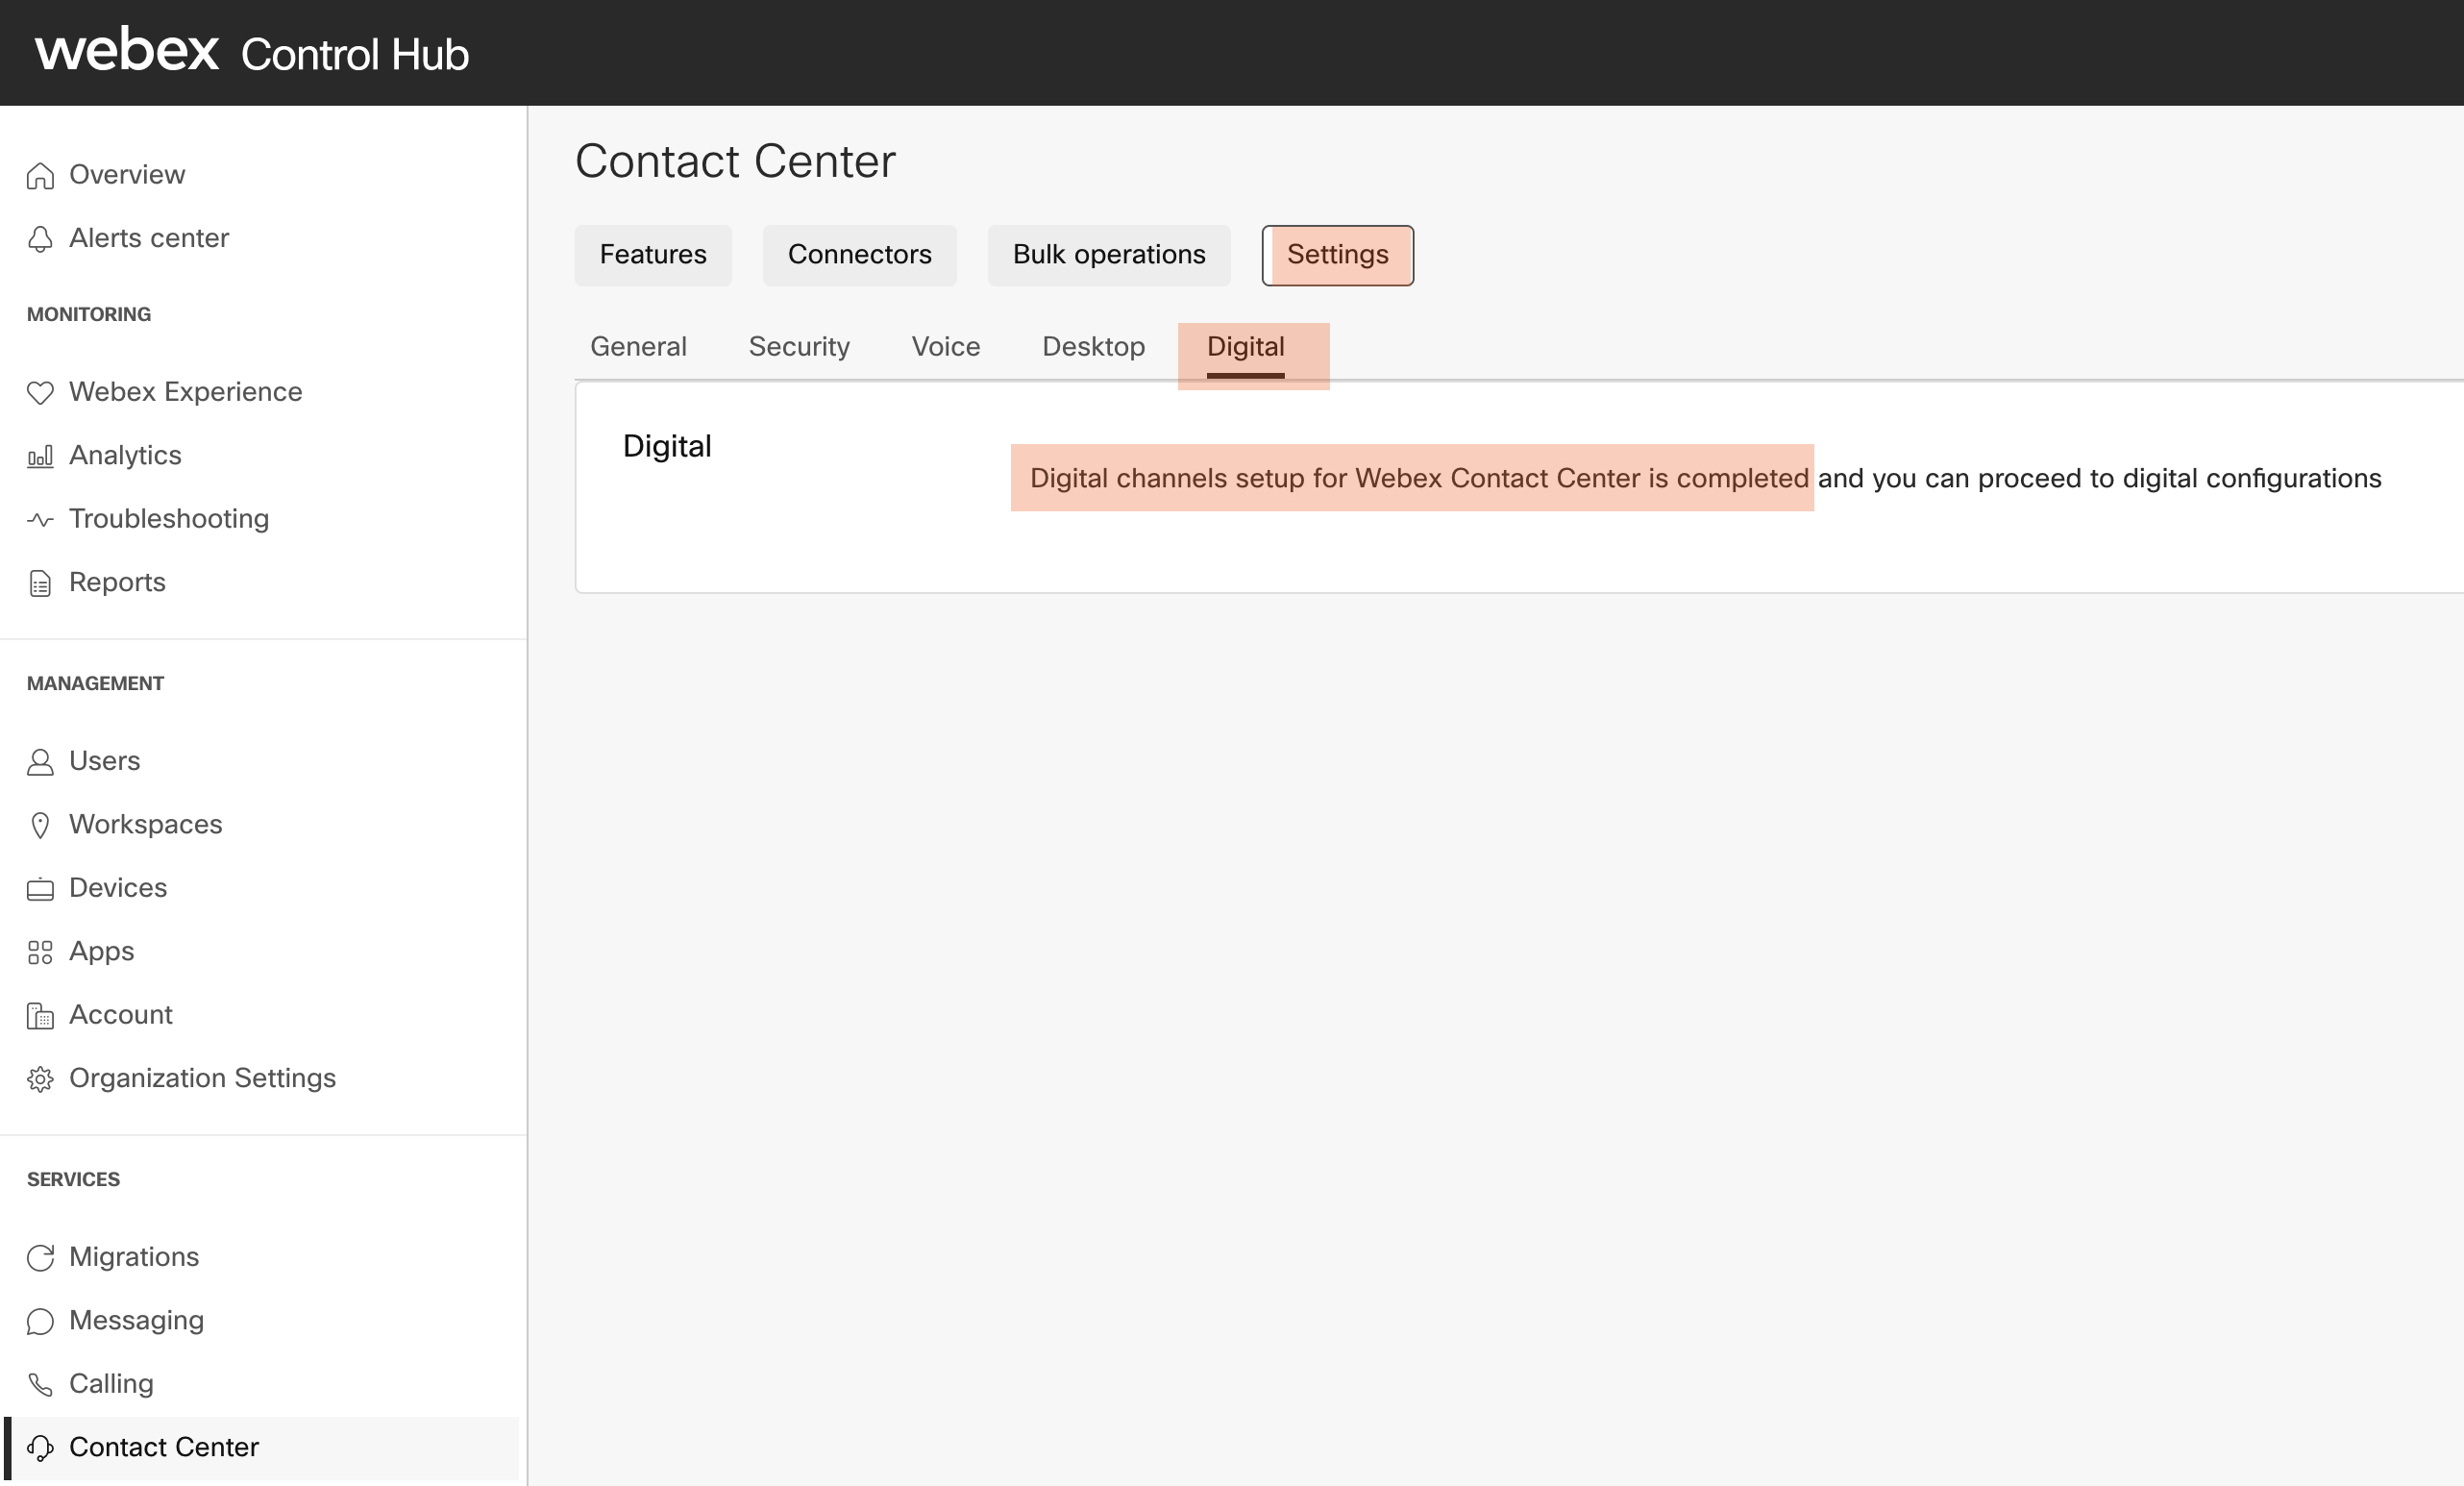 webex Control Hub
Overview
Alerts center
MONITORING
Webex Experience
Analytics
Troubleshooting
Reports
MANAGEMENT
Users
Workspaces
Devices
Apps
Account
Organization Settings
SERVICES
Migrations
Messaging
Calling
Contact Center
Contact Center
Features Connectors Bulk operations Settings
General Security Voice Desktop Digital
Digital
Digital channels setup for Webex Contact Center is completed and you can proceed to digital configurations